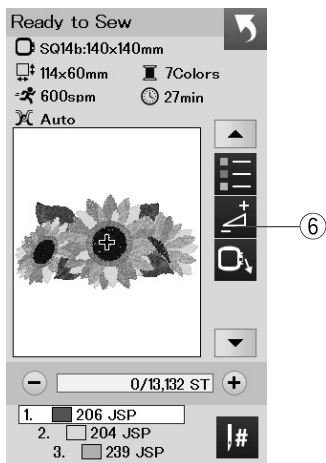 Ready to Sew
SQ14b:140x140mm
114x60mm 7Colors
600spm 27min
Auto
+
−
⑥
− 0/13,132 ST +
1. 206 JSP
2. 204 JSP
3. 239 JSP
#